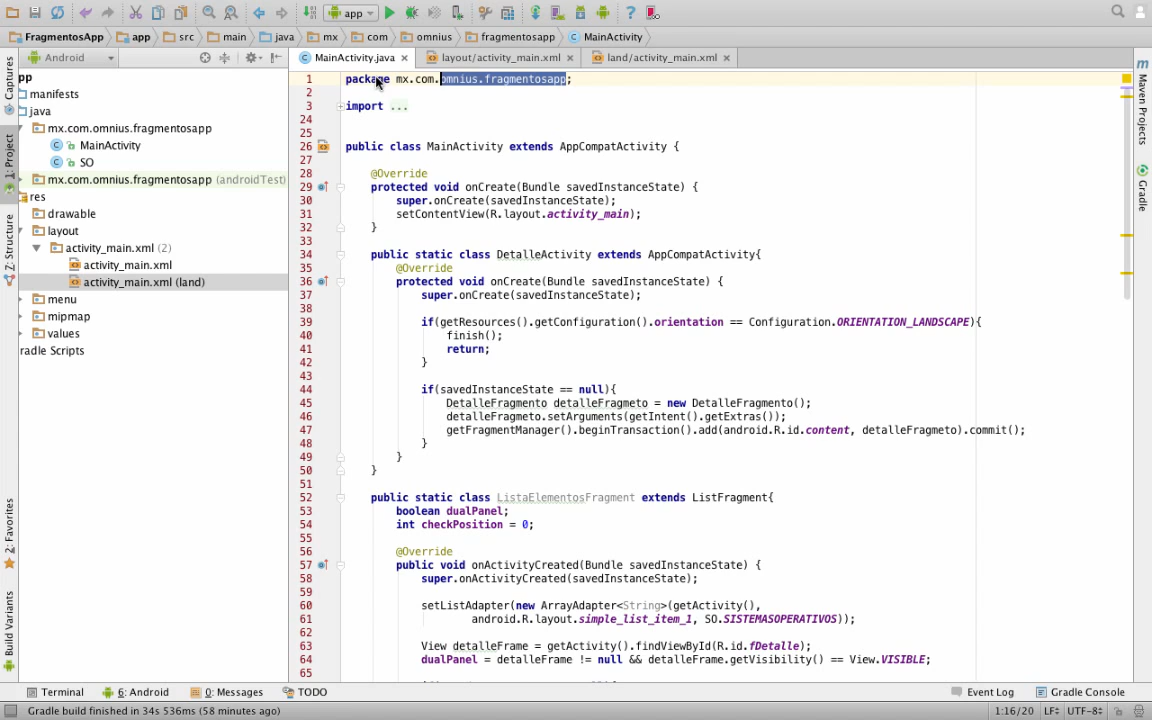 app
FragmentosApp app src main java mx com omnius fragmentosapp MainActivity
Android
MainActivity.java layout/activity_main.xml land/activity_main.xml
Captures
1: Project
Z: Structure
2: Favorites
Build Variants
pp
manifests
java
mx.com.omnius.fragmentosapp
MainActivity
SO
mx.com.omnius.fragmentosapp (androidTest)
res
drawable
layout
activity_main.xml (2)
activity_main.xml
activity_main.xml (land)
menu
mipmap
values
radle Scripts
1 package mx.com.omnius.fragmentosapp;
2
3 import ...
24
25
26 public class MainActivity extends AppCompatActivity {
27
28 @Override
29 protected void onCreate(Bundle savedInstanceState) {
30 super.onCreate(savedInstanceState);
31 setContentView(R.layout.activity_main);
32 }
33
34 public static class DetalleActivity extends AppCompatActivity{
35 @Override
36 protected void onCreate(Bundle savedInstanceState) {
37 super.onCreate(savedInstanceState);
38
39 if(getResources().getConfiguration().orientation == Configuration.ORIENTATION_LANDSCAPE){
40 finish();
41 return;
42 }
43
44 if(savedInstanceState == null){
45 DetalleFragmento detalleFragmeto = new DetalleFragmento();
46 detalleFragmeto.setArguments(getIntent().getExtras());
47 getFragmentManager().beginTransaction().add(android.R.id.content, detalleFragmeto).commit();
48 }
49 }
50 }
51
52 public static class ListaElementosFragment extends ListFragment{
53 boolean dualPanel;
54 int checkPosition = 0;
55
56 @Override
57 public void onActivityCreated(Bundle savedInstanceState) {
58 super.onActivityCreated(savedInstanceState);
59
60 setListAdapter(new ArrayAdapter<String>(getActivity(),
61 android.R.layout.simple_list_item_1, SO.SISTEMASOPERATIVOS));
62
63 View detalleFrame = getActivity().findViewById(R.id.fDetalle);
64 dualPanel = detalleFrame != null && detalleFrame.getVisibility() == View.VISIBLE;
65
Maven Projects
Gradle
Terminal 6: Android 0: Messages TODO Event Log Gradle Console
Gradle build finished in 34s 536ms (58 minutes ago) 1:16/20 LF UTF-8